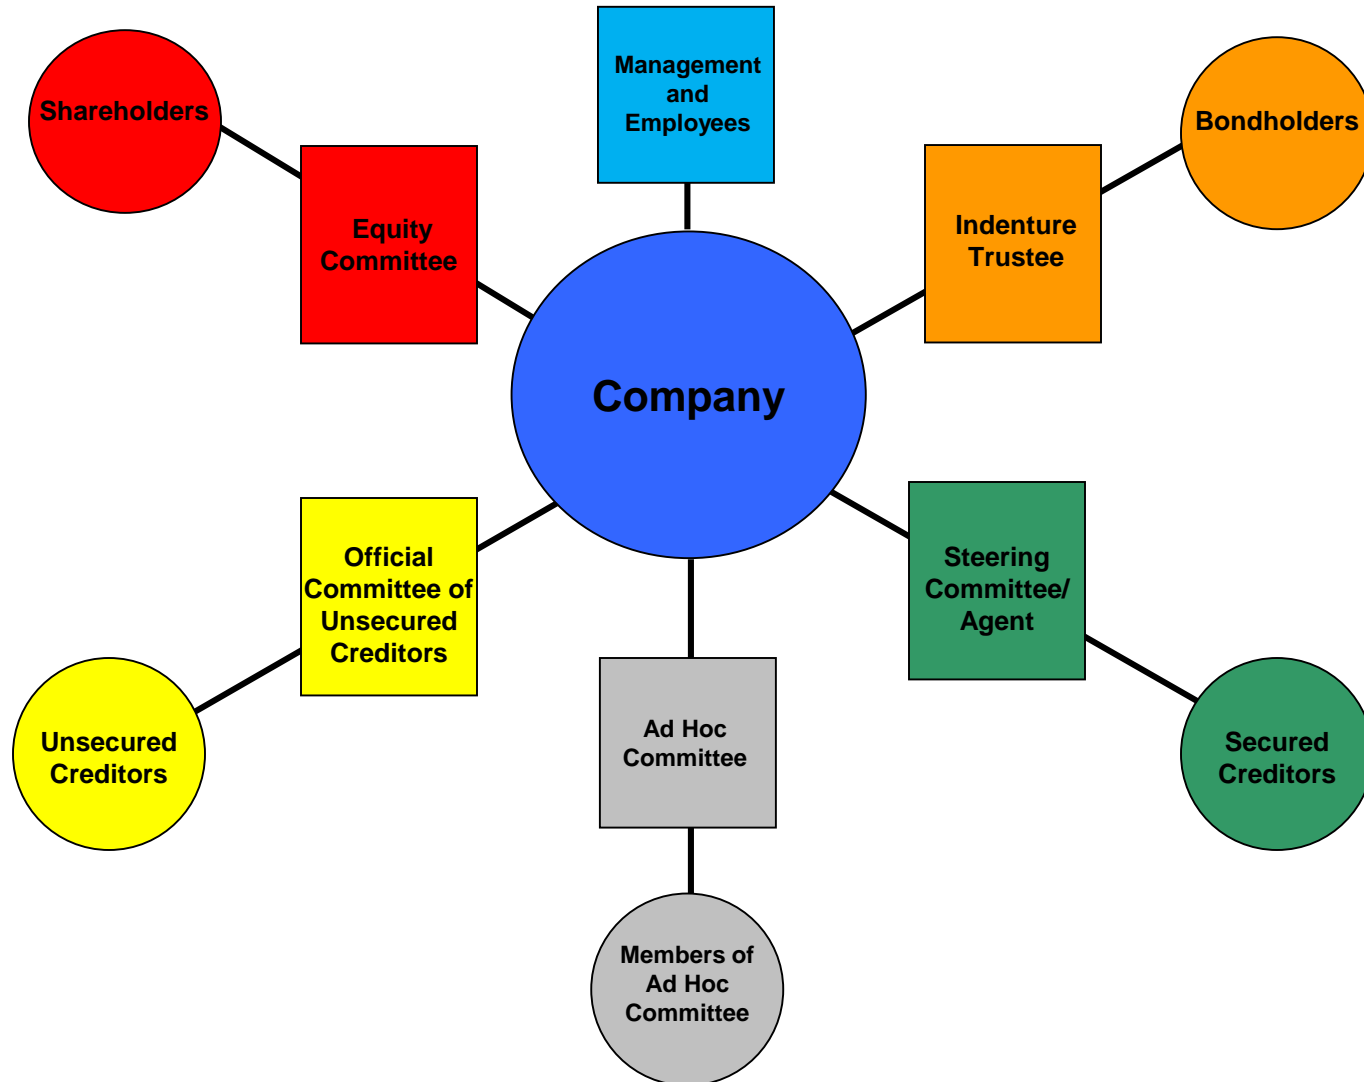 Management
and
Employees
Shareholders
Bondholders
Equity
Committee
Indenture
Trustee
Company
Official
Committee of
Unsecured
Creditors
Steering
Committee/
Agent
Ad Hoc
Committee
Unsecured
Creditors
Secured
Creditors
Members of
Ad Hoc
Committee